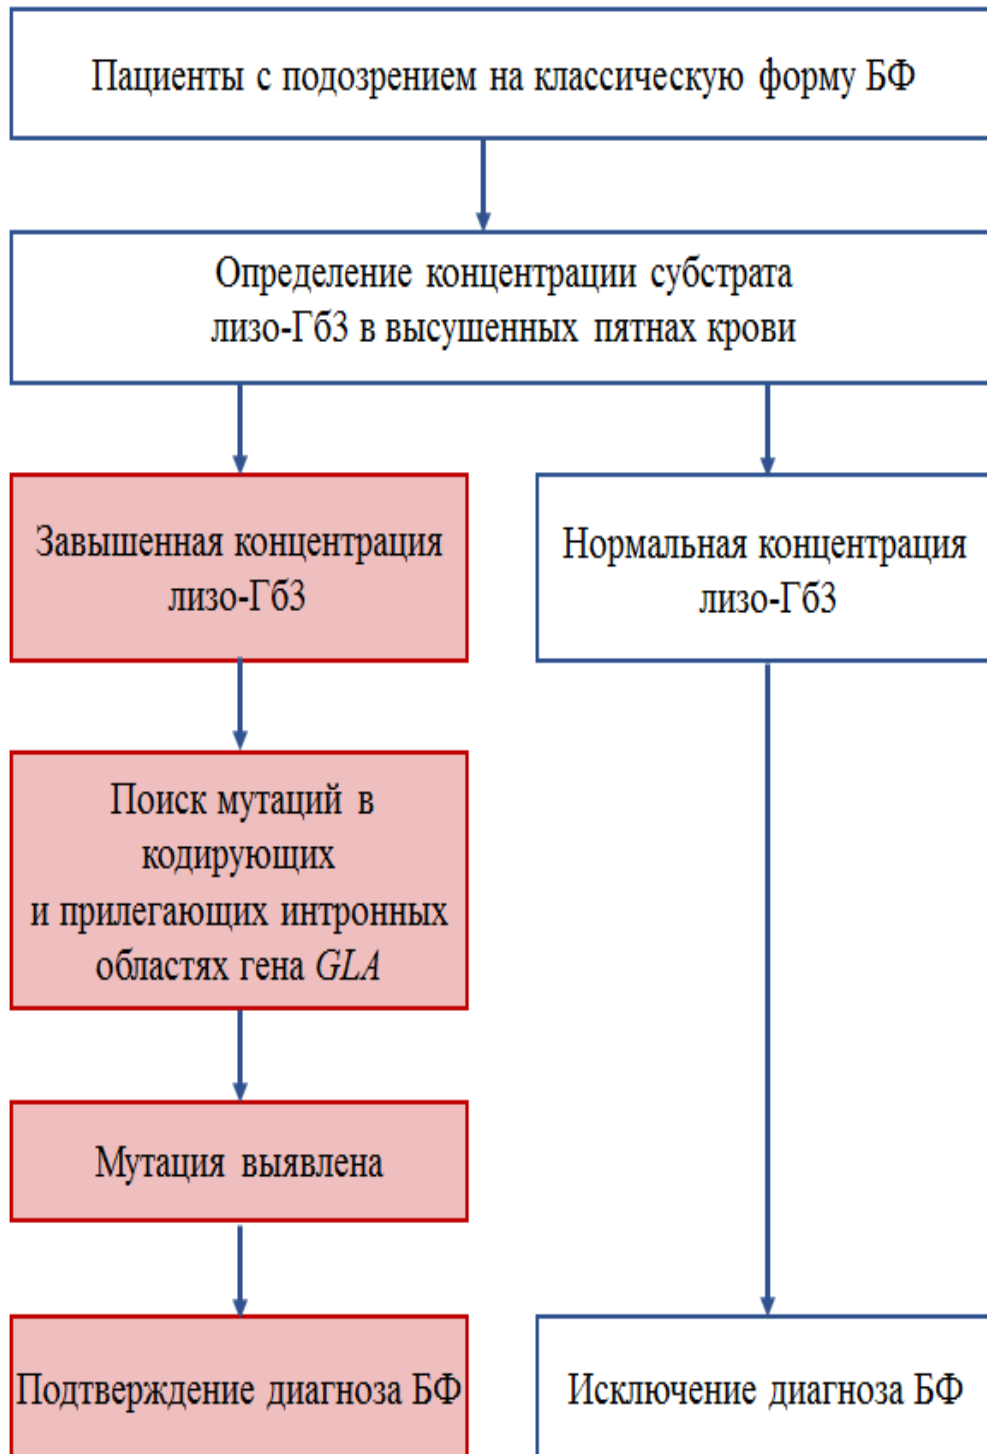 Пациенты с подозрением на классическую форму БФ
Определение концентрации субстрата
лизо-Гб3 в высушенных пятнах крови
Завышенная концентрация
лизо-Гб3
Нормальная концентрация
лизо-Гб3
Поиск мутаций в
кодирующих
и прилегающих интронных
областях гена GLA
Мутация выявлена
Подтверждение диагноза БФ
Исключение диагноза БФ